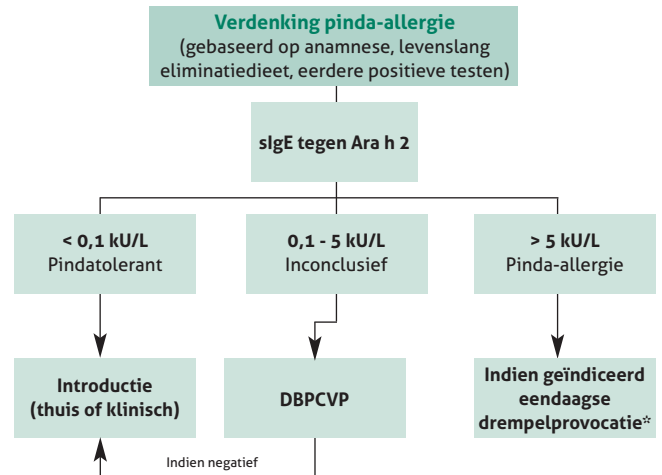 Verdenking pinda-allergie
(gebaseerd op anamnese, levenslang
eliminatiedieet, eerdere positieve testen)
sIgE tegen Ara h 2
< 0,1 kU/L
Pindatolerant
0,1 - 5 kU/L
Inconclusief
> 5 kU/L
Pinda-allergie
Introductie
(thuis of klinisch)
DBPCVP
Indien geïndiceerd
eendaagse
drempelprovocatie*
Indien negatief